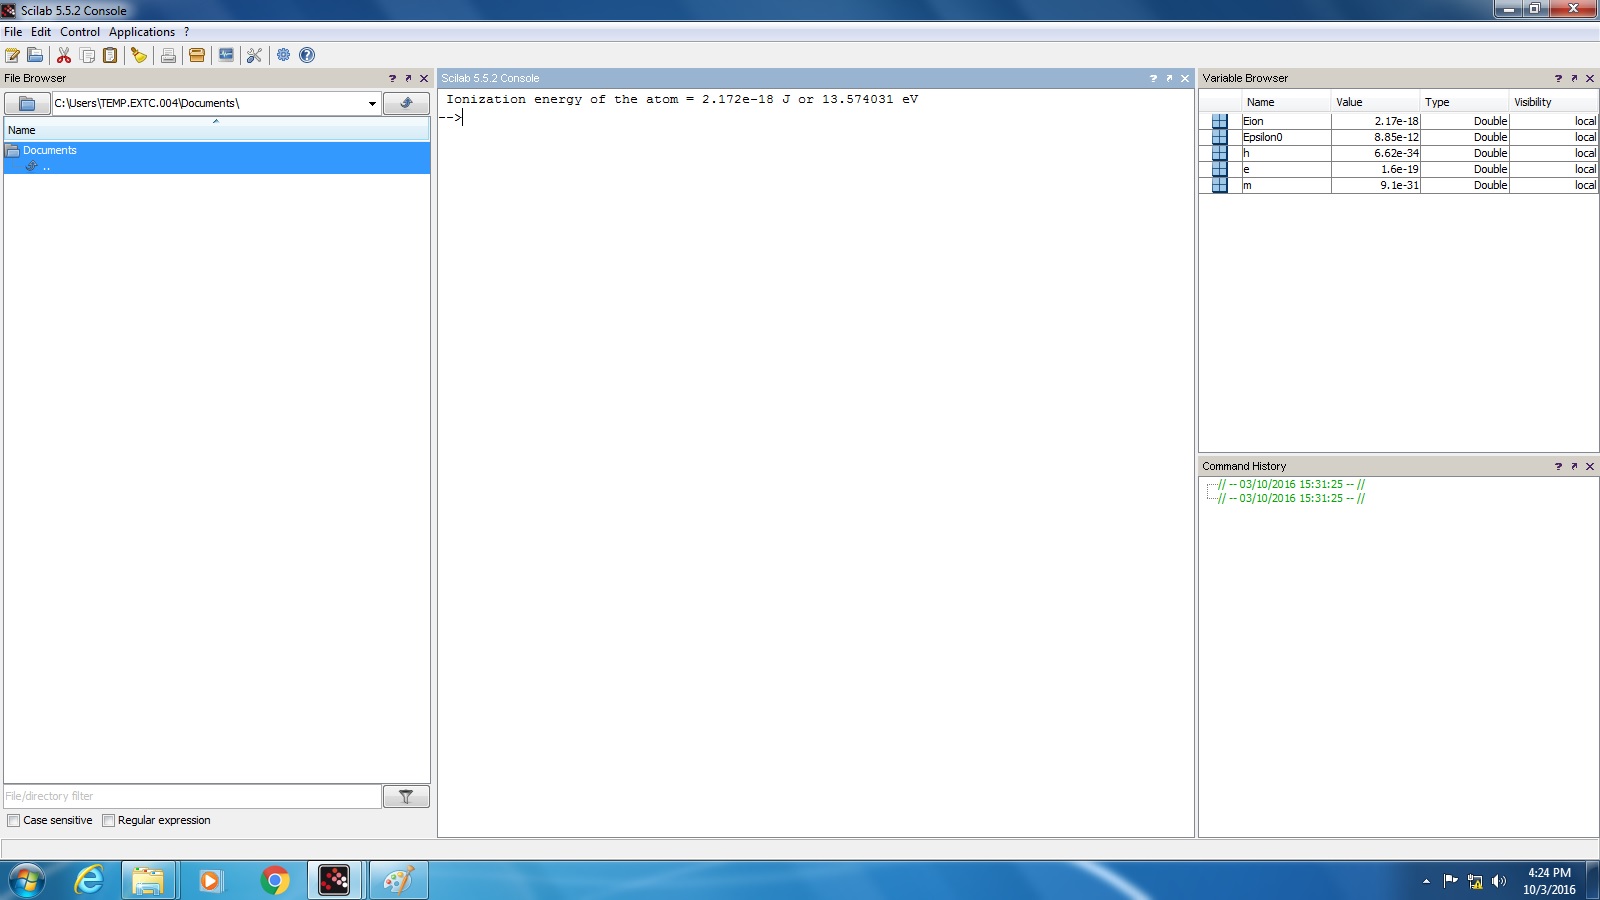 Scilab 5.5.2 Console
File Edit Control Applications ?
File Browser
C:\Users\TEMP.EXTC.004\Documents\
Name
Documents
..
File/directory filter
Case sensitive Regular expression
Scilab 5.5.2 Console
Ionization energy of the atom = 2.172e-18 J or 13.574031 eV
-->
Variable Browser
Name Value Type Visibility
Eion 2.17e-18 Double local
Epsilon0 8.85e-12 Double local
h 6.62e-34 Double local
e 1.6e-19 Double local
m 9.1e-31 Double local
Command History
// -- 03/10/2016 15:31:25 -- //
// -- 03/10/2016 15:31:25 -- //
4:24 PM
10/3/2016